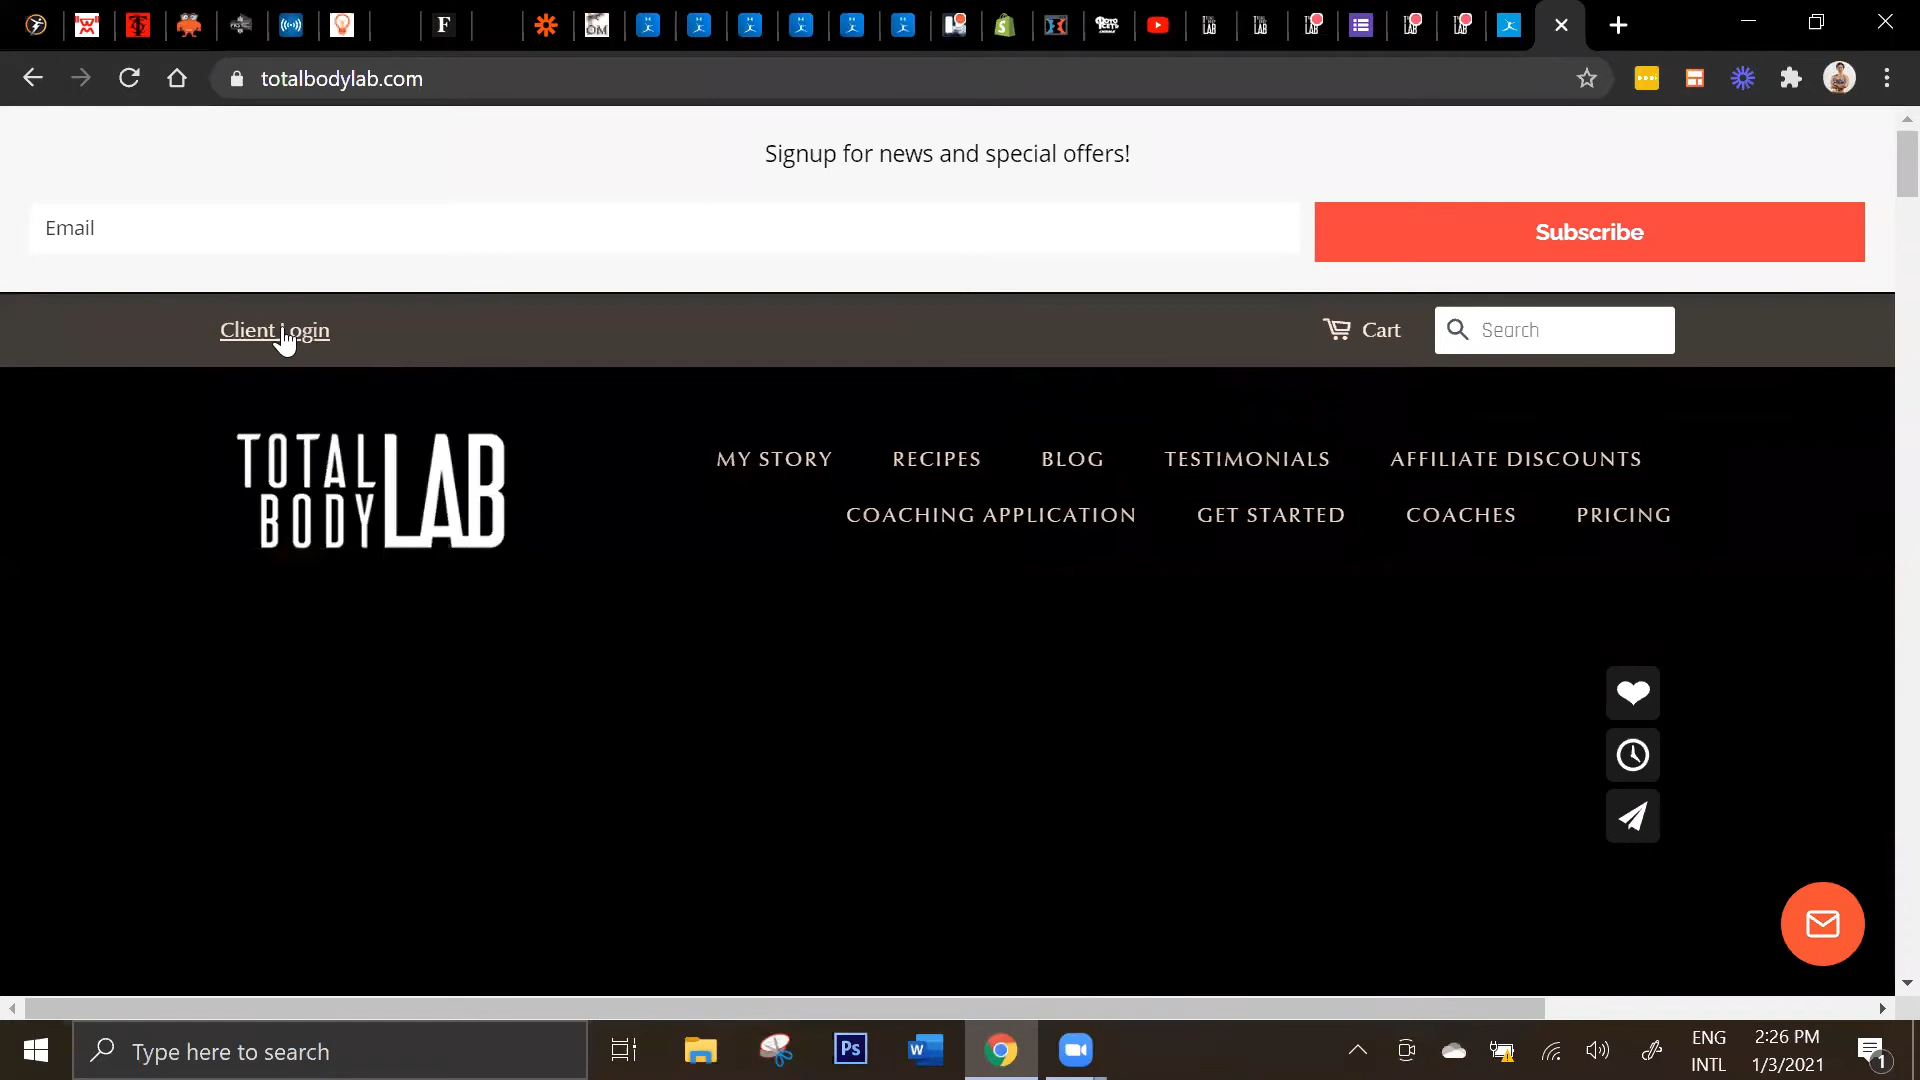 totalbodylab.com
Signup for news and special offers!
Email
Subscribe
Client Login
Cart
Search
TOTAL BODY LAB
MY STORY RECIPES BLOG TESTIMONIALS AFFILIATE DISCOUNTS
COACHING APPLICATION GET STARTED COACHES PRICING
Type here to search
Ps
W
ENG
INTL
2:26 PM
1/3/2021
1